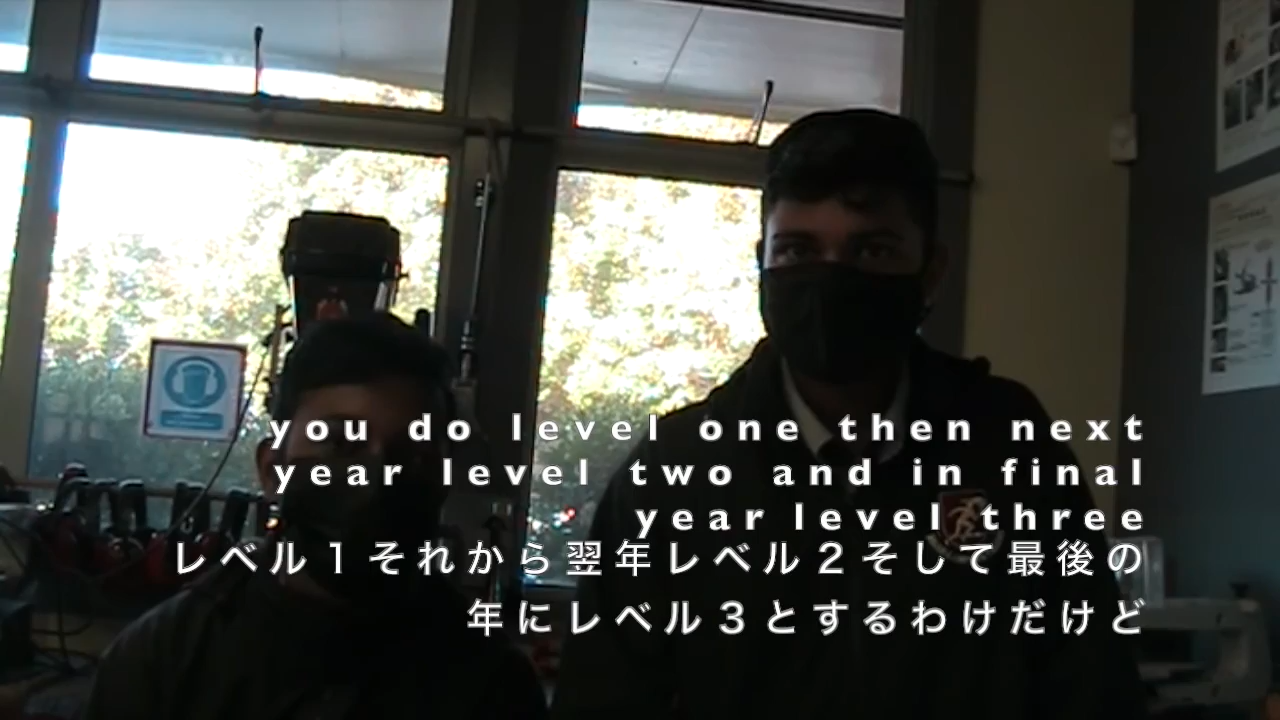 you do level one then next
year level two and in final
year level three
レベル１それから翌年レベル２そして最後の
年にレベル３とするわけだけど